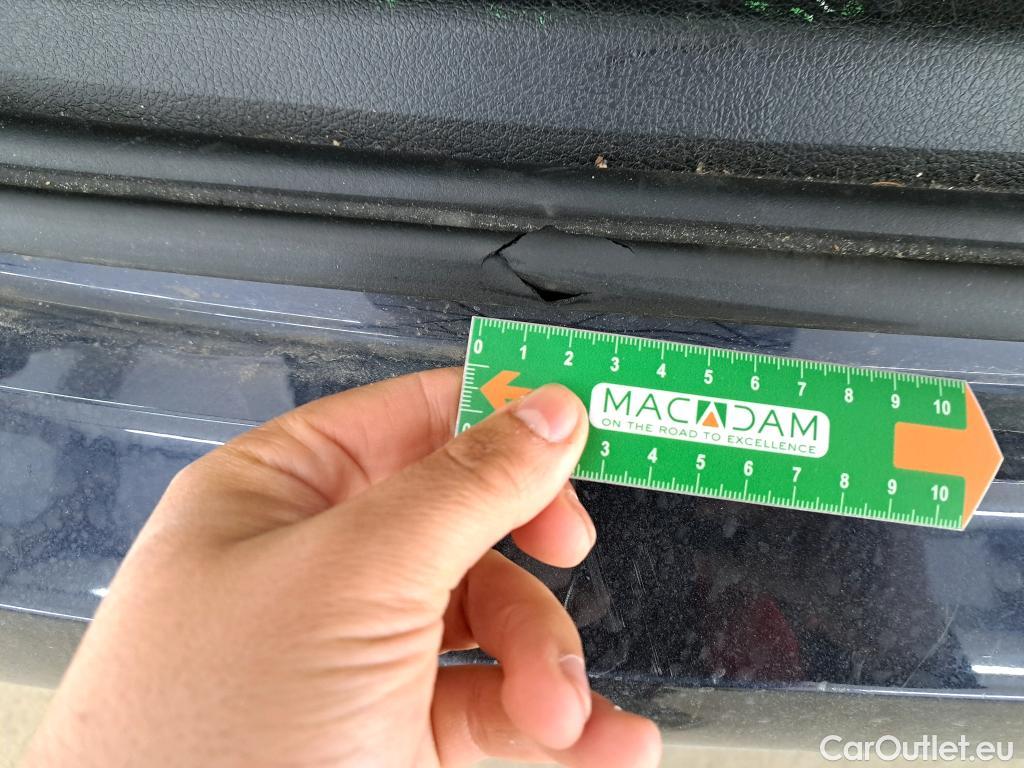 0 1 2 3 4 5 6 7 8 9 10
MACADAM
ON THE ROAD TO EXCELLENCE
3 4 5 6 7 8 9 10
CarOutlet.eu